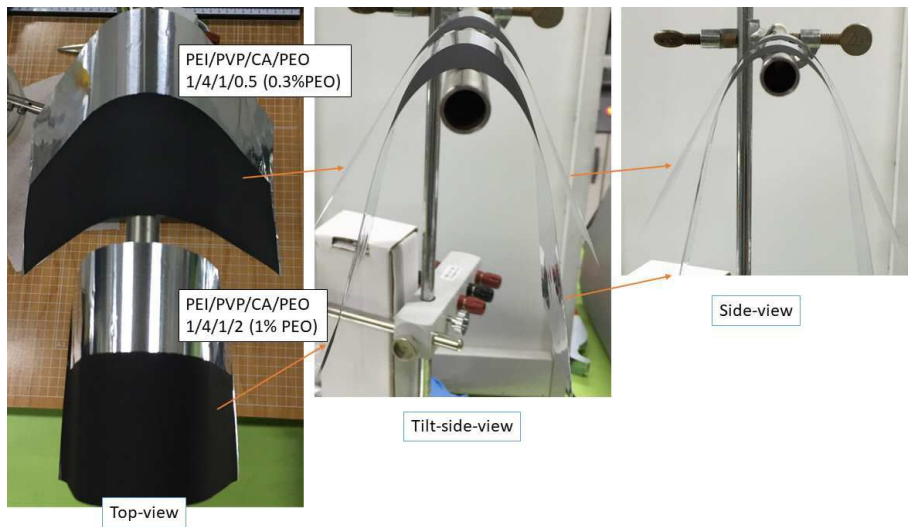 PEI/PVP/CA/PEO
1/4/1/0.5 (0.3%PEO)
PEI/PVP/CA/PEO
1/4/1/2 (1% PEO)
Top-view
Tilt-side-view
Side-view